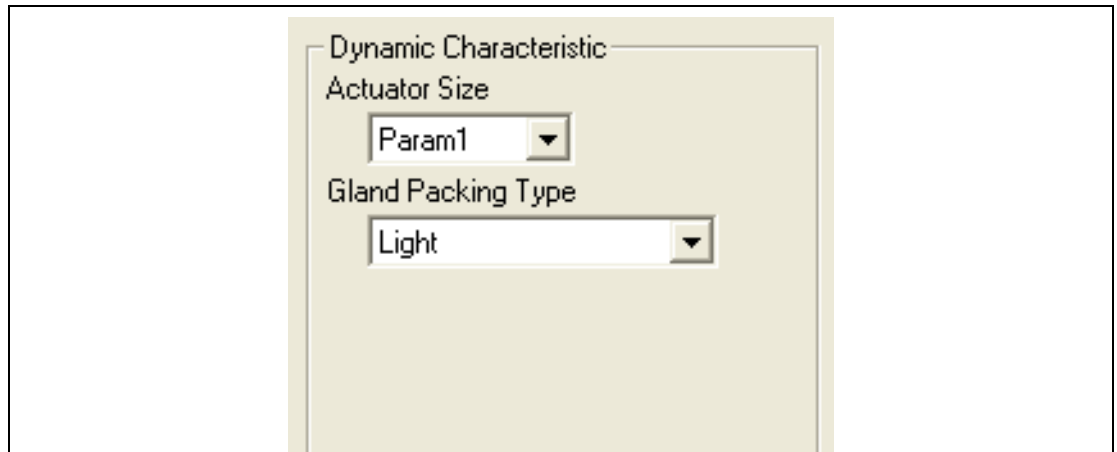 Dynamic Characteristic
Actuator Size
Param1
Gland Packing Type
Light